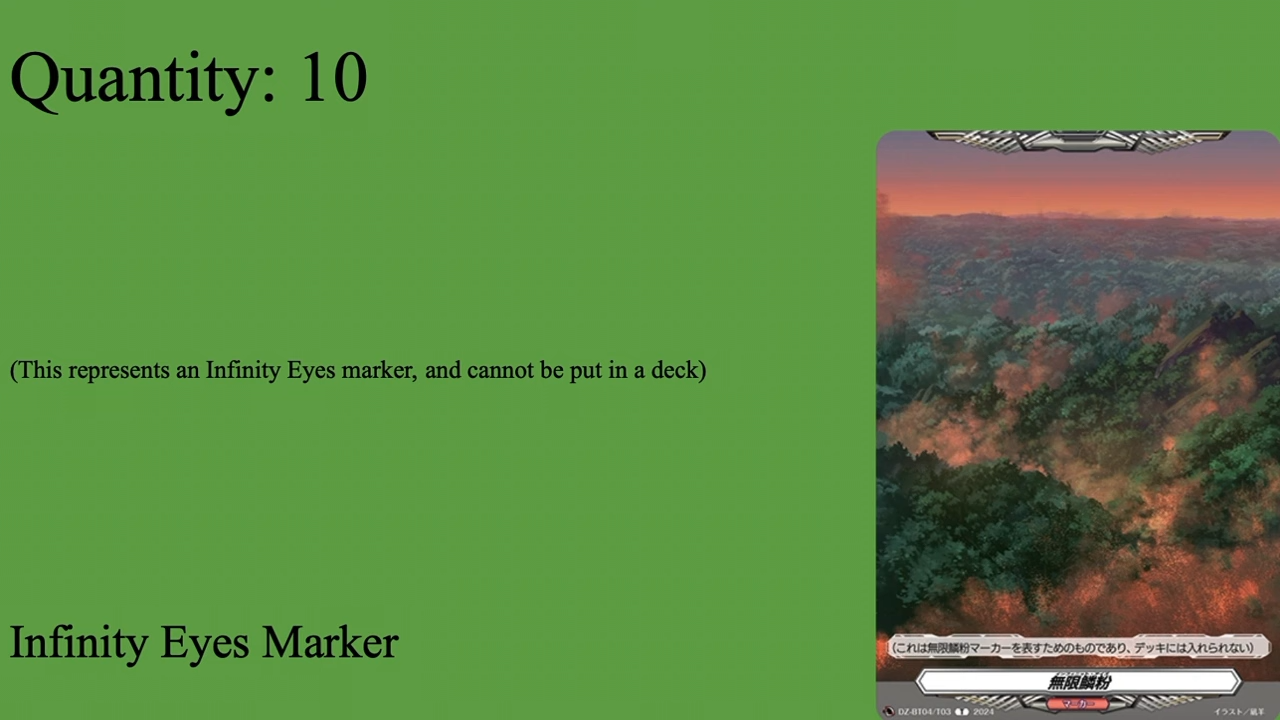 Quantity: 10
(This represents an Infinity Eyes marker, and cannot be put in a deck)
Infinity Eyes Marker
(これは無限鱗粉マーカーを表すためのものであり、デッキには入れられない)
無限鱗粉
マーカー
DZ-BT04/T03 2024
イラスト/鼠羊